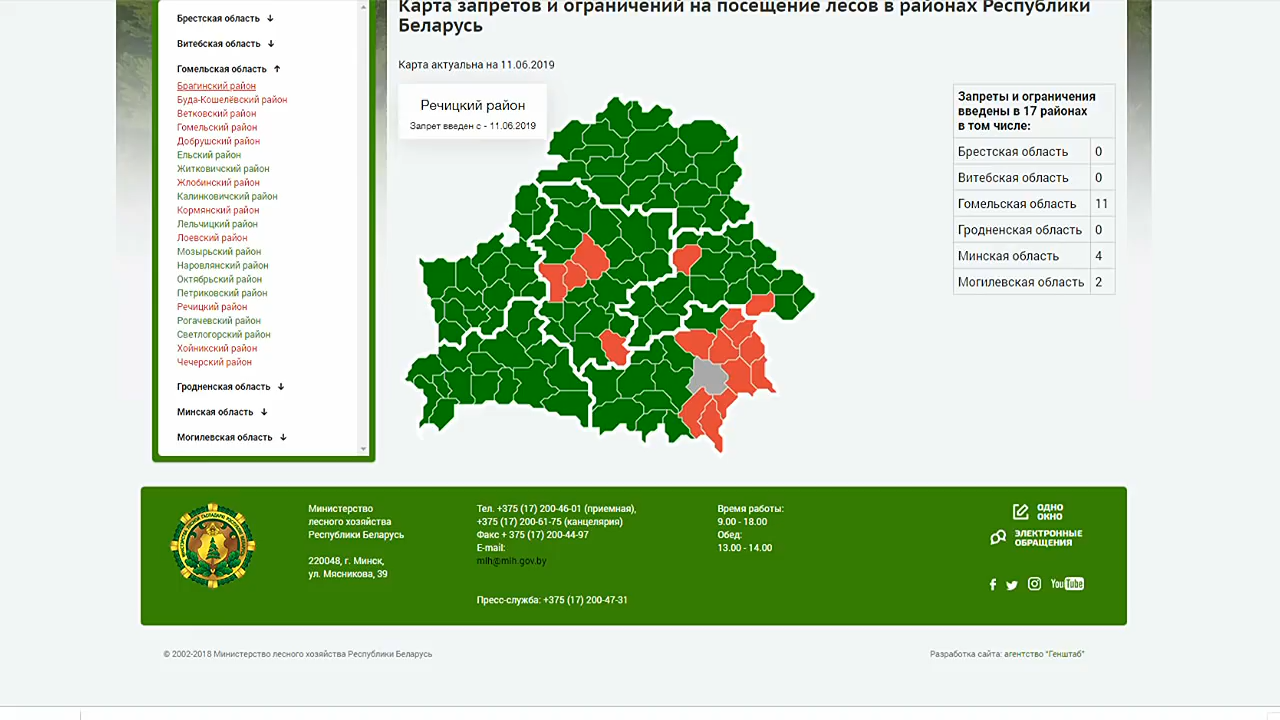 Карта запретов и ограничений на посещение лесов в районах Республики
Беларусь
Карта актуальна на 11.06.2019
Брестская область
Витебская область
Гомельская область
Брагинский район
Буда-Кошелёвский район
Ветковский район
Гомельский район
Добрушский район
Ельский район
Житковичский район
Жлобинский район
Калинковичский район
Кормянский район
Лельчицкий район
Лоевский район
Мозырьский район
Наровлянский район
Октябрьский район
Петриковский район
Речицкий район
Рогачевский район
Светлогорский район
Хойникский район
Чечерский район
Гродненская область
Минская область
Могилевская область
Речицкий район
Запрет введен с - 11.06.2019
Запреты и ограничения
введены в 17 районах
в том числе:
Брестская область 0
Витебская область 0
Гомельская область 11
Гродненская область 0
Минская область 4
Могилевская область 2
Министерство
лесного хозяйства
Республики Беларусь
220048, г. Минск,
ул. Мясникова, 39
Тел. +375 (17) 200-46-01 (приемная),
+375 (17) 200-61-75 (канцелярия)
Факс + 375 (17) 200-44-97
E-mail:
mlh@mlh.gov.by
Пресс-служба: +375 (17) 200-47-31
Время работы:
9.00 - 18.00
Обед:
13.00 - 14.00
ОДНО
ОКНО
ЭЛЕКТРОННЫЕ
ОБРАЩЕНИЯ
YouTube
© 2002-2018 Министерство лесного хозяйства Республики Беларусь
Разработка сайта: агентство "Генштаб"